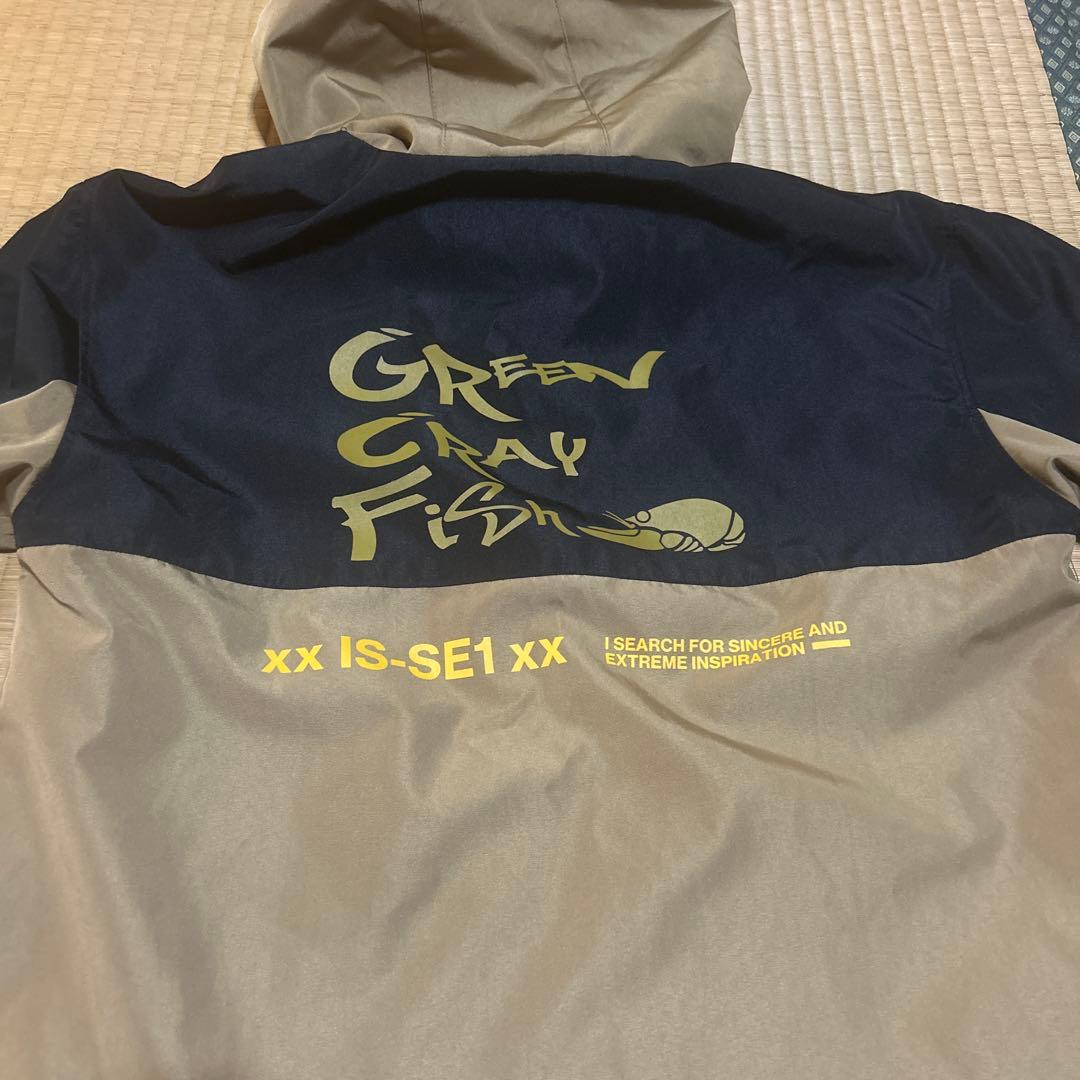 GREEN
CRAY
FiSh
xx IS-SE1 xx
I SEARCH FOR SINCERE AND
EXTREME INSPIRATION